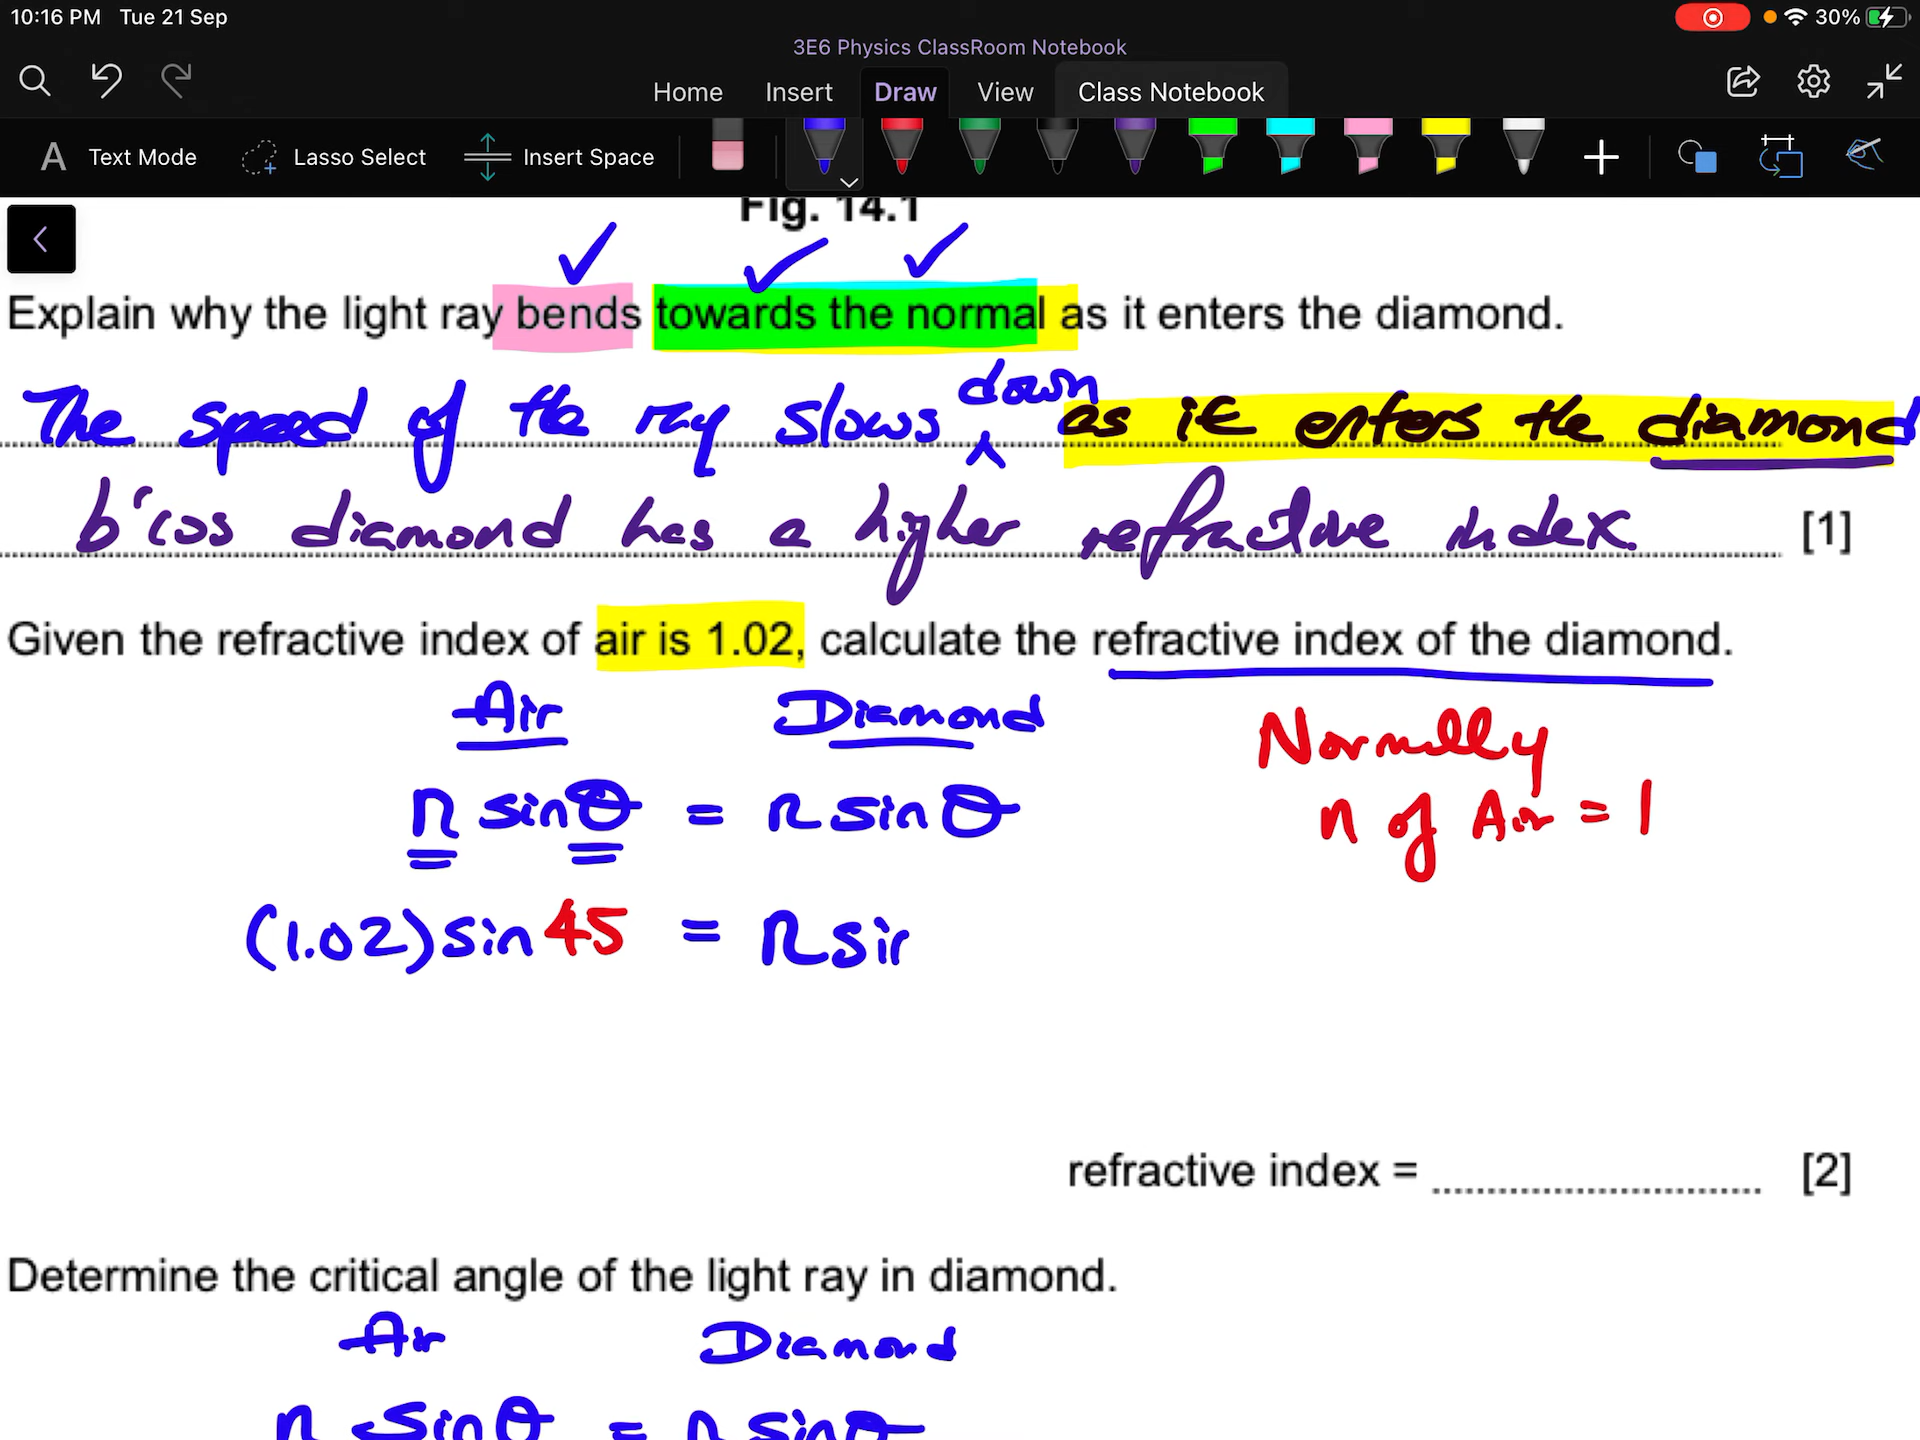 10:16 PM Tue 21 Sep
30%
3E6 Physics ClassRoom Notebook
Home Insert Draw View Class Notebook
A Text Mode Lasso Select Insert Space
Fig. 14.1
Explain why the light ray bends towards the normal as it enters the diamond.
The speed of the ray slows down as it enters the diamond
b'cos diamond has a higher refractive index. [1]
Given the refractive index of air is 1.02, calculate the refractive index of the diamond.
Air Diamond
Normally
n sinθ = n sinθ
n of Air = 1
(1.02) sin 45 = n sin
refractive index = ............................ [2]
Determine the critical angle of the light ray in diamond.
Air Diamond
n sinθ = n sinθ